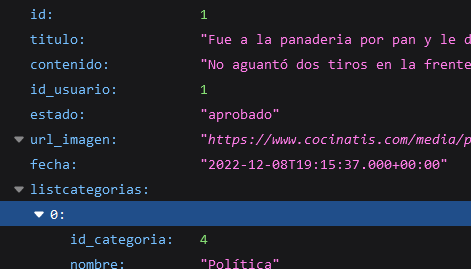 id: 1
titulo: "Fue a la panaderia por pan y le d
contenido: "No aguantó dos tiros en la frente
id_usuario: 1
estado: "aprobado"
url_imagen: "https://www.cocinatis.com/media/p
fecha: "2022-12-08T19:15:37.000+00:00"
listcategorias:
0:
id_categoria: 4
nombre: "Política"